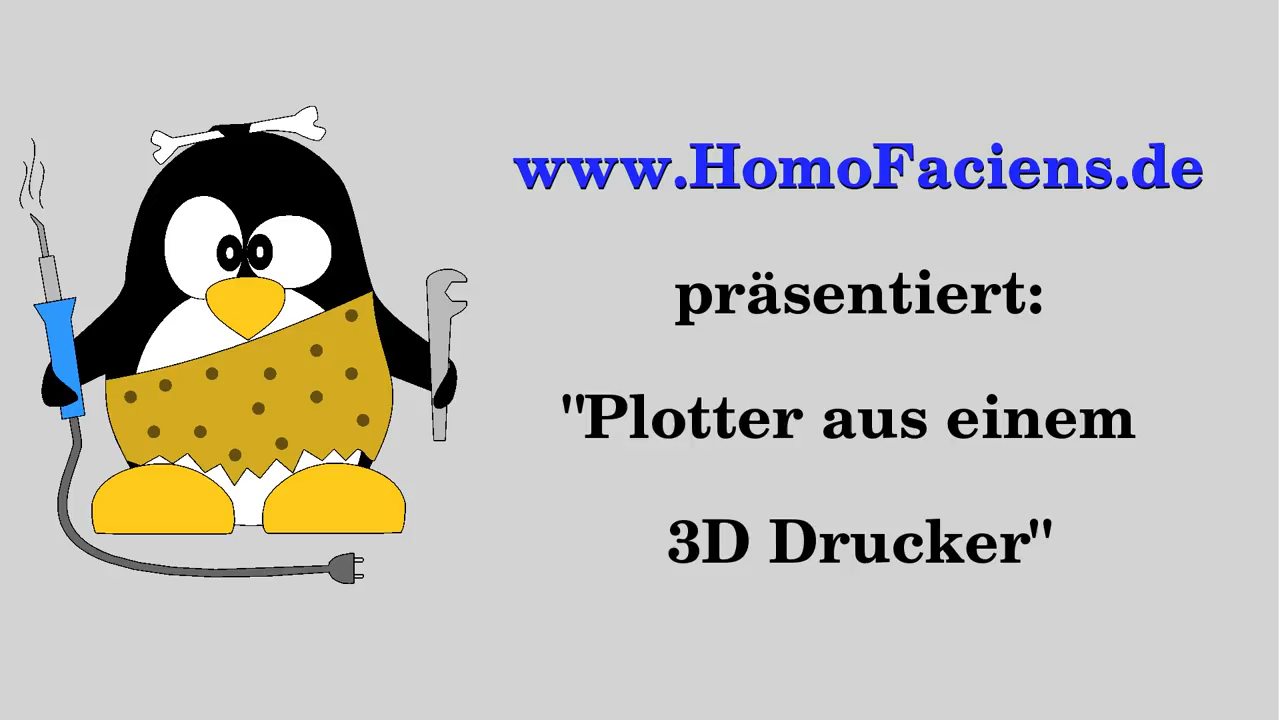 www.HomoFaciens.de
präsentiert:
"Plotter aus einem
3D Drucker"